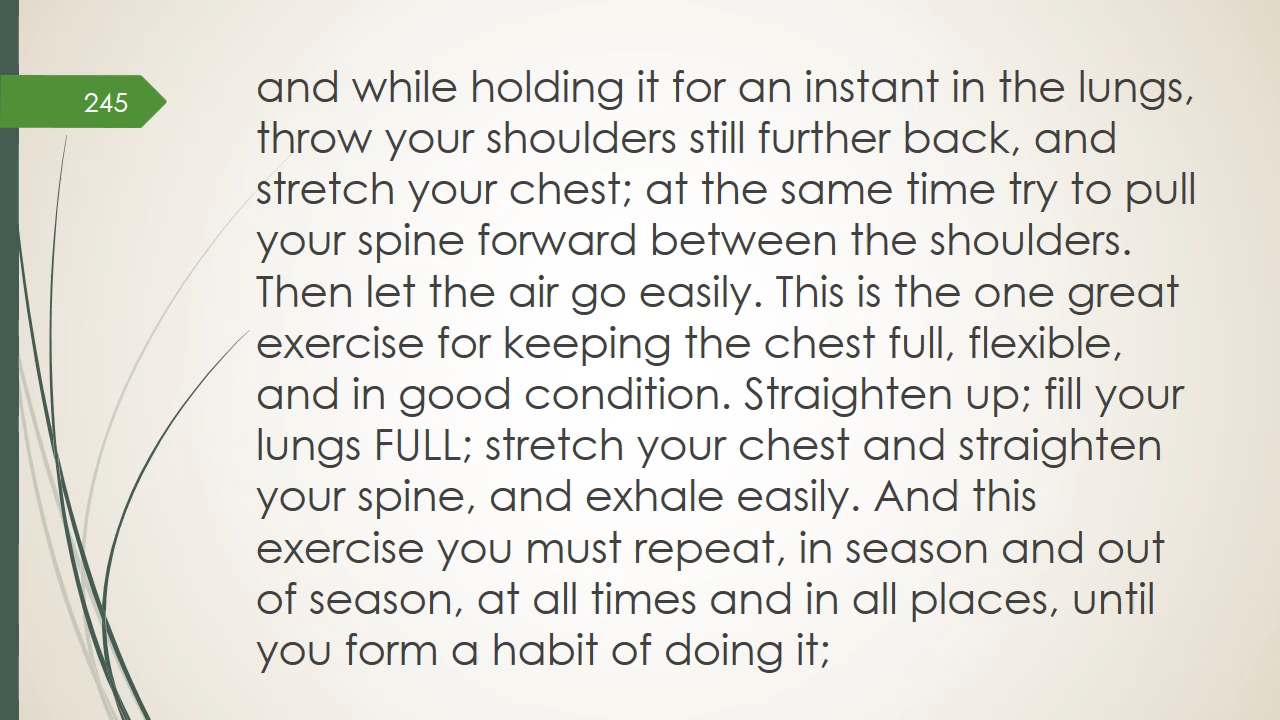 245
and while holding it for an instant in the lungs,
throw your shoulders still further back, and
stretch your chest; at the same time try to pull
your spine forward between the shoulders.
Then let the air go easily. This is the one great
exercise for keeping the chest full, flexible,
and in good condition. Straighten up; fill your
lungs FULL; stretch your chest and straighten
your spine, and exhale easily. And this
exercise you must repeat, in season and out
of season, at all times and in all places, until
you form a habit of doing it;